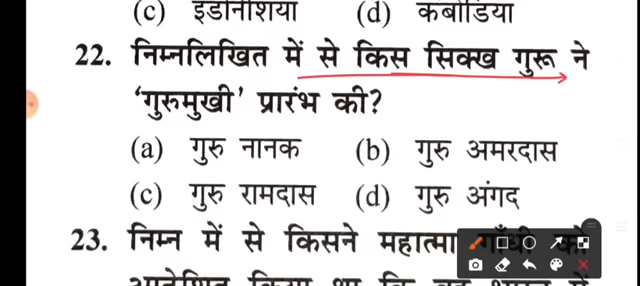 (c) इंडोनेशिया (d) कंबोडिया
22. निम्नलिखित में से किस सिक्ख गुरू ने
‘गुरुमुखी’ प्रारंभ की?
(a) गुरु नानक (b) गुरु अमरदास
(c) गुरु रामदास (d) गुरु अंगद
23. निम्न में से किसने महात्मा गाँधी को